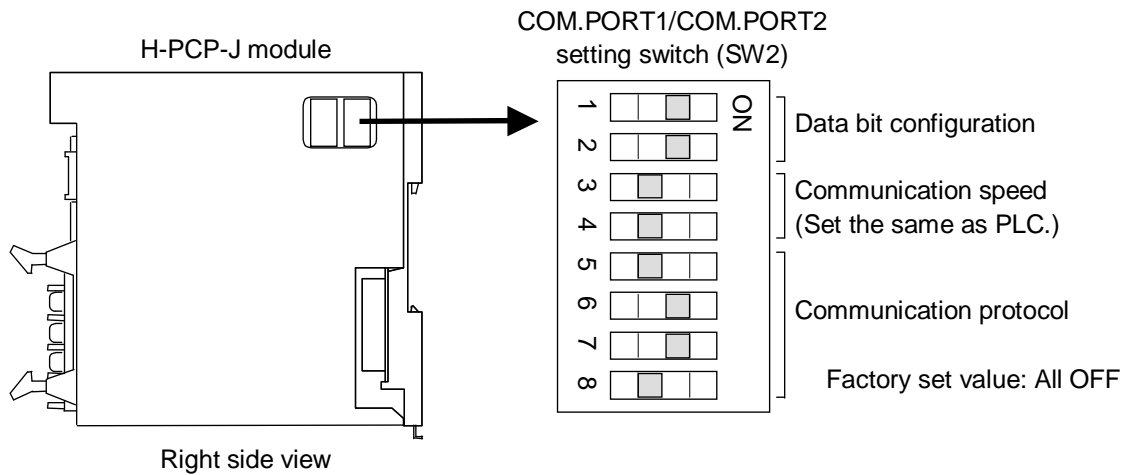 COM.PORT1/COM.PORT2
setting switch (SW2)
H-PCP-J module
ON
1
2
Data bit configuration
3
4
Communication speed
(Set the same as PLC.)
5
6
7
8
Communication protocol
Factory set value: All OFF
Right side view